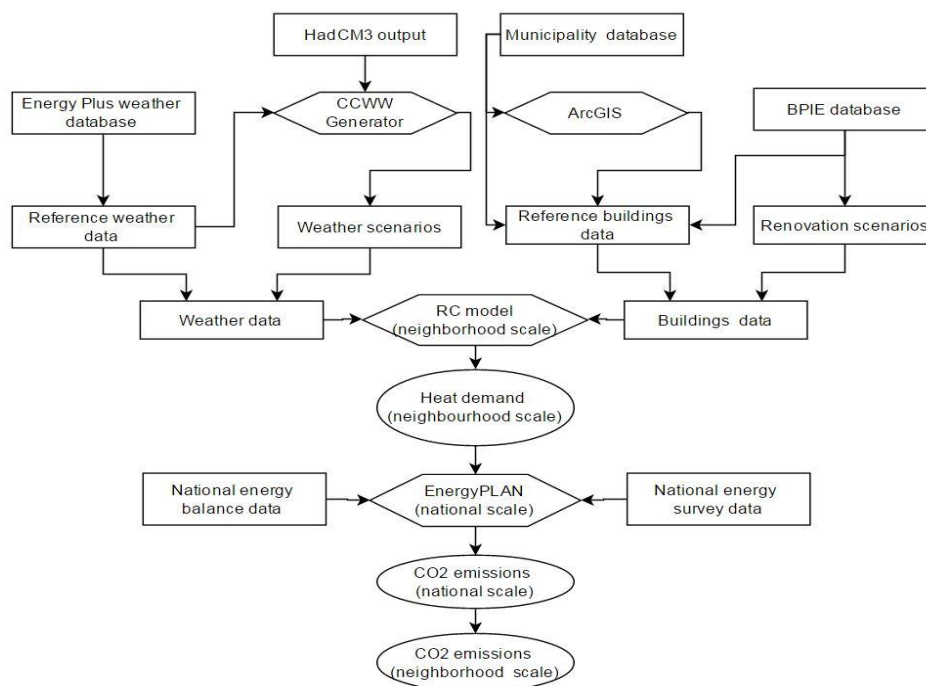 HadCM3 output
Municipality database
Energy Plus weather
database
CCWW
Generator
ArcGIS
BPIE database
Reference weather
data
Weather scenarios
Reference buildings
data
Renovation scenarios
Weather data
RC model
(neighborhood scale)
Buildings data
Heat demand
(neighbourhood scale)
National energy
balance data
EnergyPLAN
(national scale)
National energy
survey data
CO2 emissions
(national scale)
CO2 emissions
(neighborhood scale)